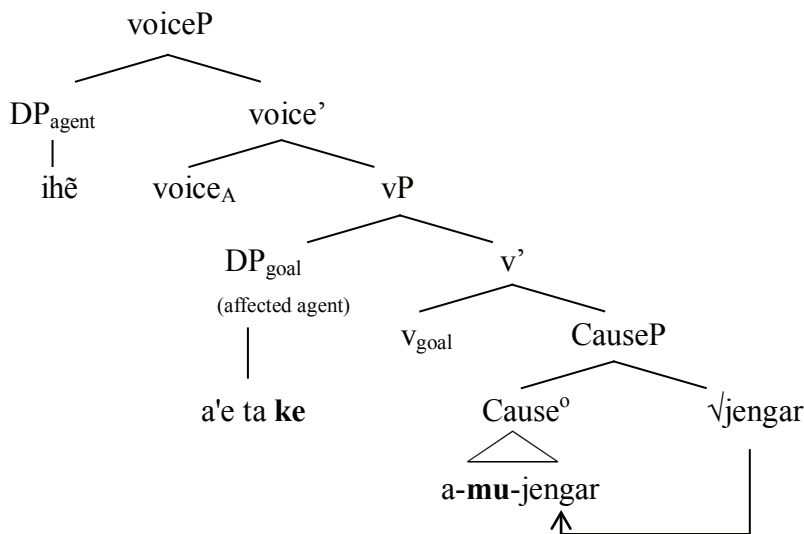 voiceP
DPagent voice’
ihẽ voiceA vP
DPgoal v’
(affected agent)
vgoal CauseP
a'e ta ke Causeº √jengar
a-mu-jengar